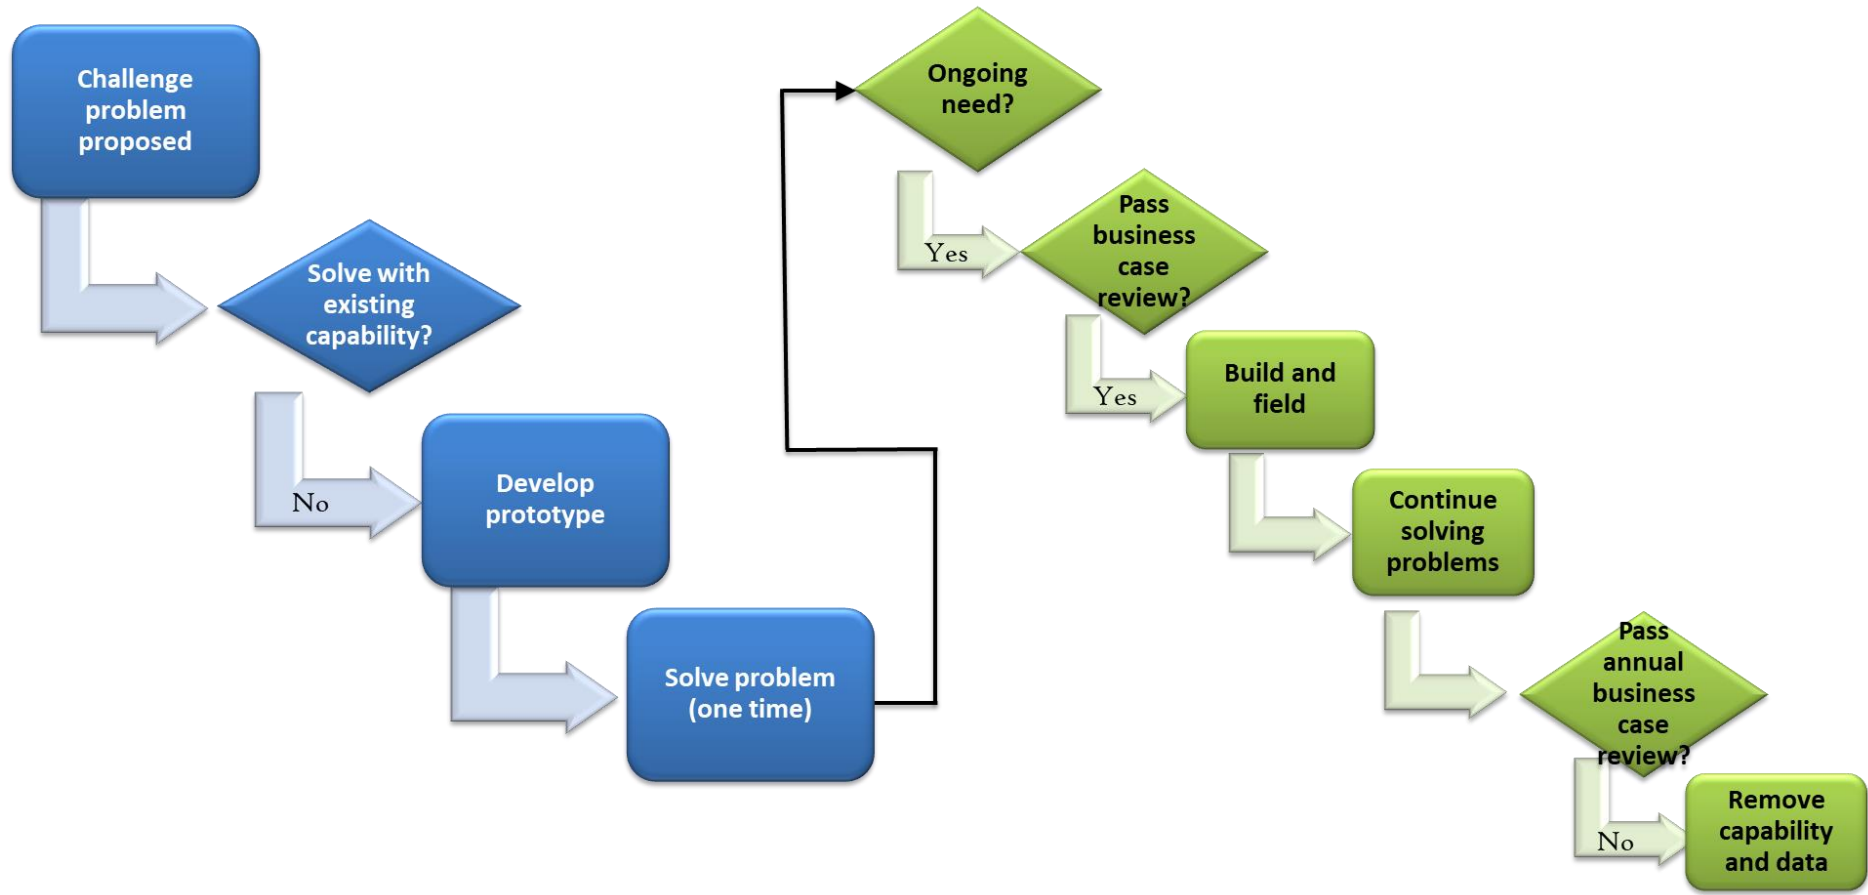 Challenge
problem
proposed
Solve with
existing
capability?
No
Develop
prototype
Solve problem
(one time)
Ongoing
need?
Yes
Pass
business
case
review?
Yes
Build and
field
Continue
solving
problems
Pass
annual
business
case
review?
No
Remove
capability
and data